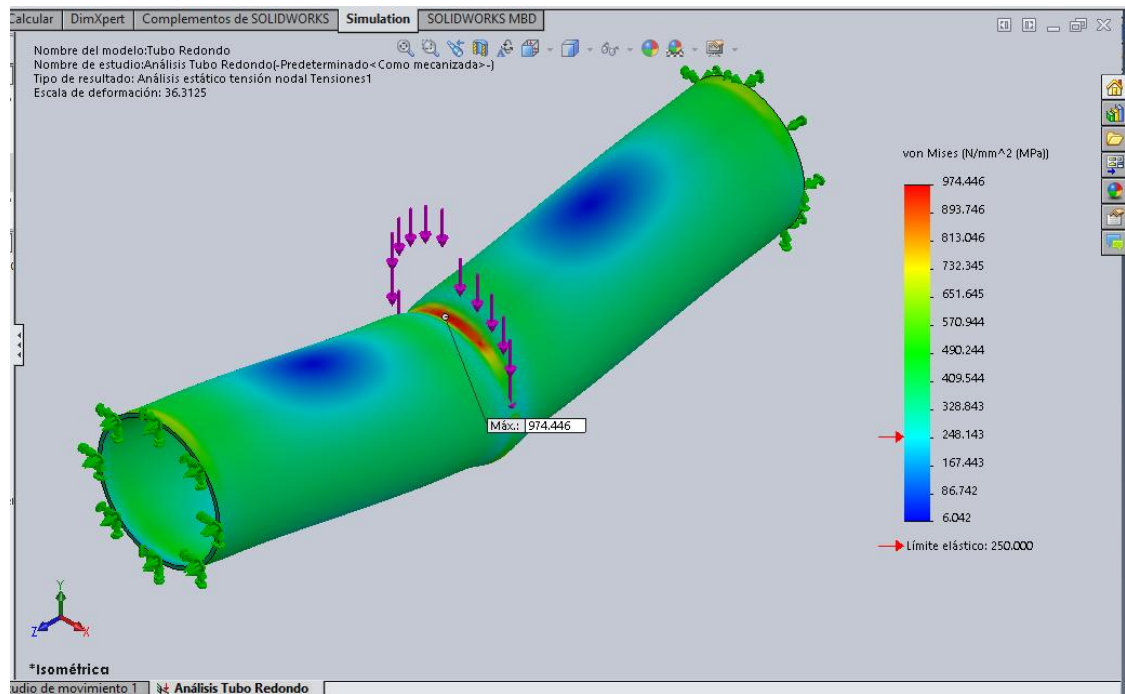 Calcular DimXpert Complementos de SOLIDWORKS Simulation SOLIDWORKS MBD
Nombre del modelo:Tubo Redondo
Nombre de estudio:Análisis Tubo Redondo(-Predeterminado<Como mecanizada>-)
Tipo de resultado: Análisis estático tensión nodal Tensiones1
Escala de deformación: 36.3125
von Mises (N/mm^2 (MPa))
974.446
893.746
813.046
732.345
651.645
570.944
490.244
409.544
328.843
248.143
167.443
86.742
6.042
Límite elástico: 250.000
Máx.: 974.446
Y
Z
X
*Isométrica
udio de movimiento 1 Análisis Tubo Redondo